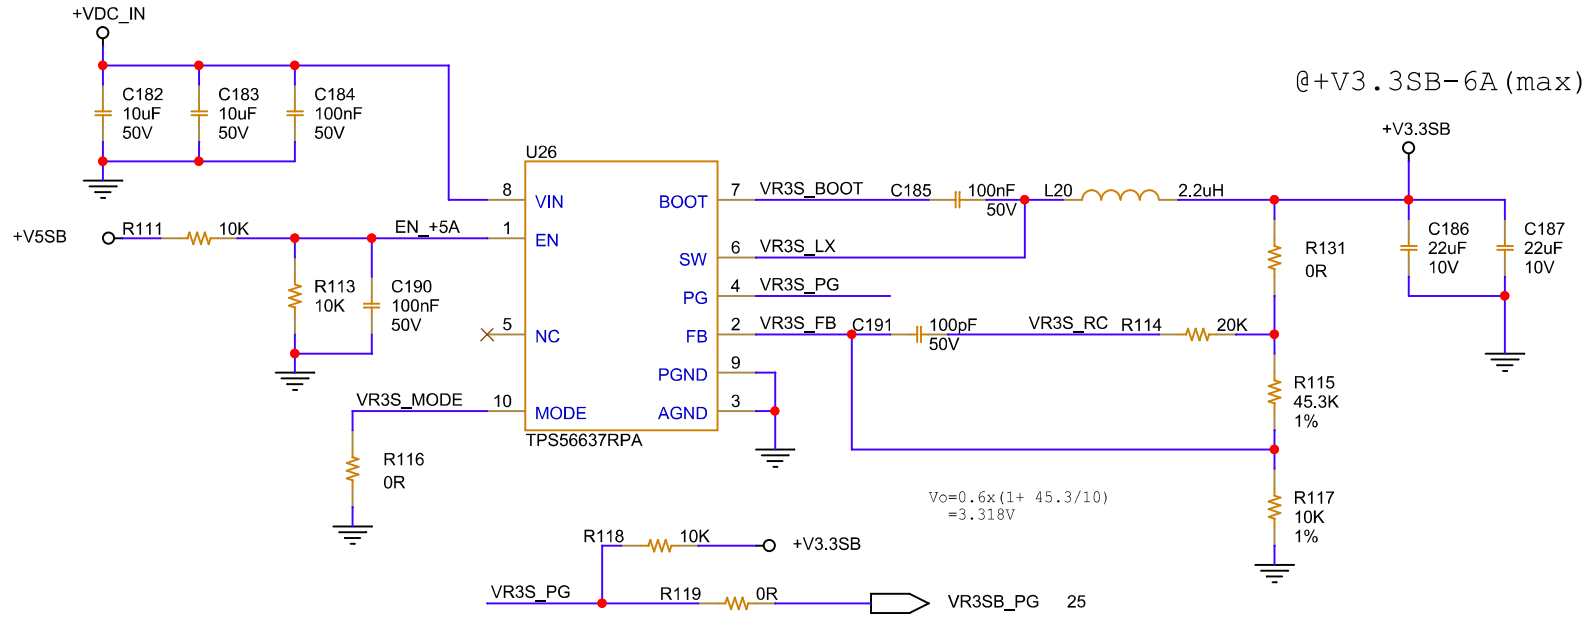 +VDC_IN
C182
10uF
50V
C183
10uF
50V
C184
100nF
50V
@+V3.3SB-6A(max)
+V3.3SB
U26
8
VIN
BOOT
7
VR3S_BOOT
C185
100nF
50V
L20
2.2uH
+V5SB
R111
10K
EN_+5A
1
EN
SW
6
VR3S_LX
R131
0R
C186
22uF
10V
C187
22uF
10V
R113
10K
C190
100nF
50V
PG
4
VR3S_PG
5
NC
FB
2
VR3S_FB
C191
100pF
50V
VR3S_RC
R114
20K
PGND
9
R115
45.3K
1%
VR3S_MODE
10
MODE
AGND
3
TPS56637RPA
R116
0R
Vo=0.6x(1+ 45.3/10)
=3.318V
R117
10K
1%
R118
10K
+V3.3SB
VR3S_PG
R119
0R
VR3SB_PG
25